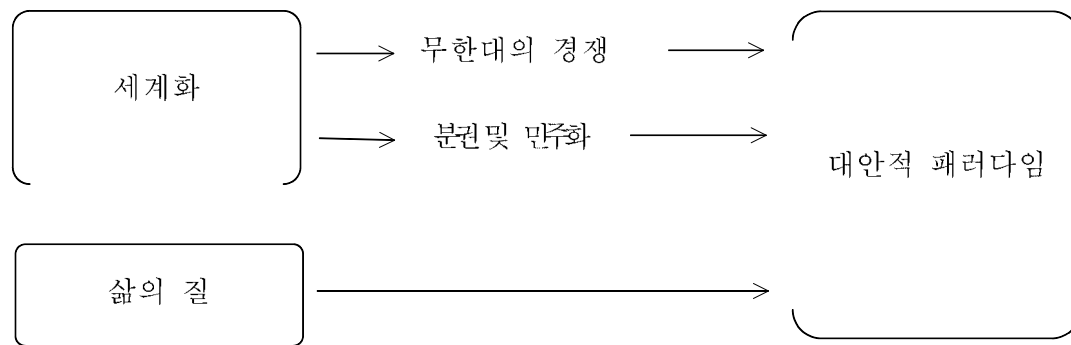 세계화
무한대의 경쟁
분권및 민주화
대안적 패러다임
삶의 질